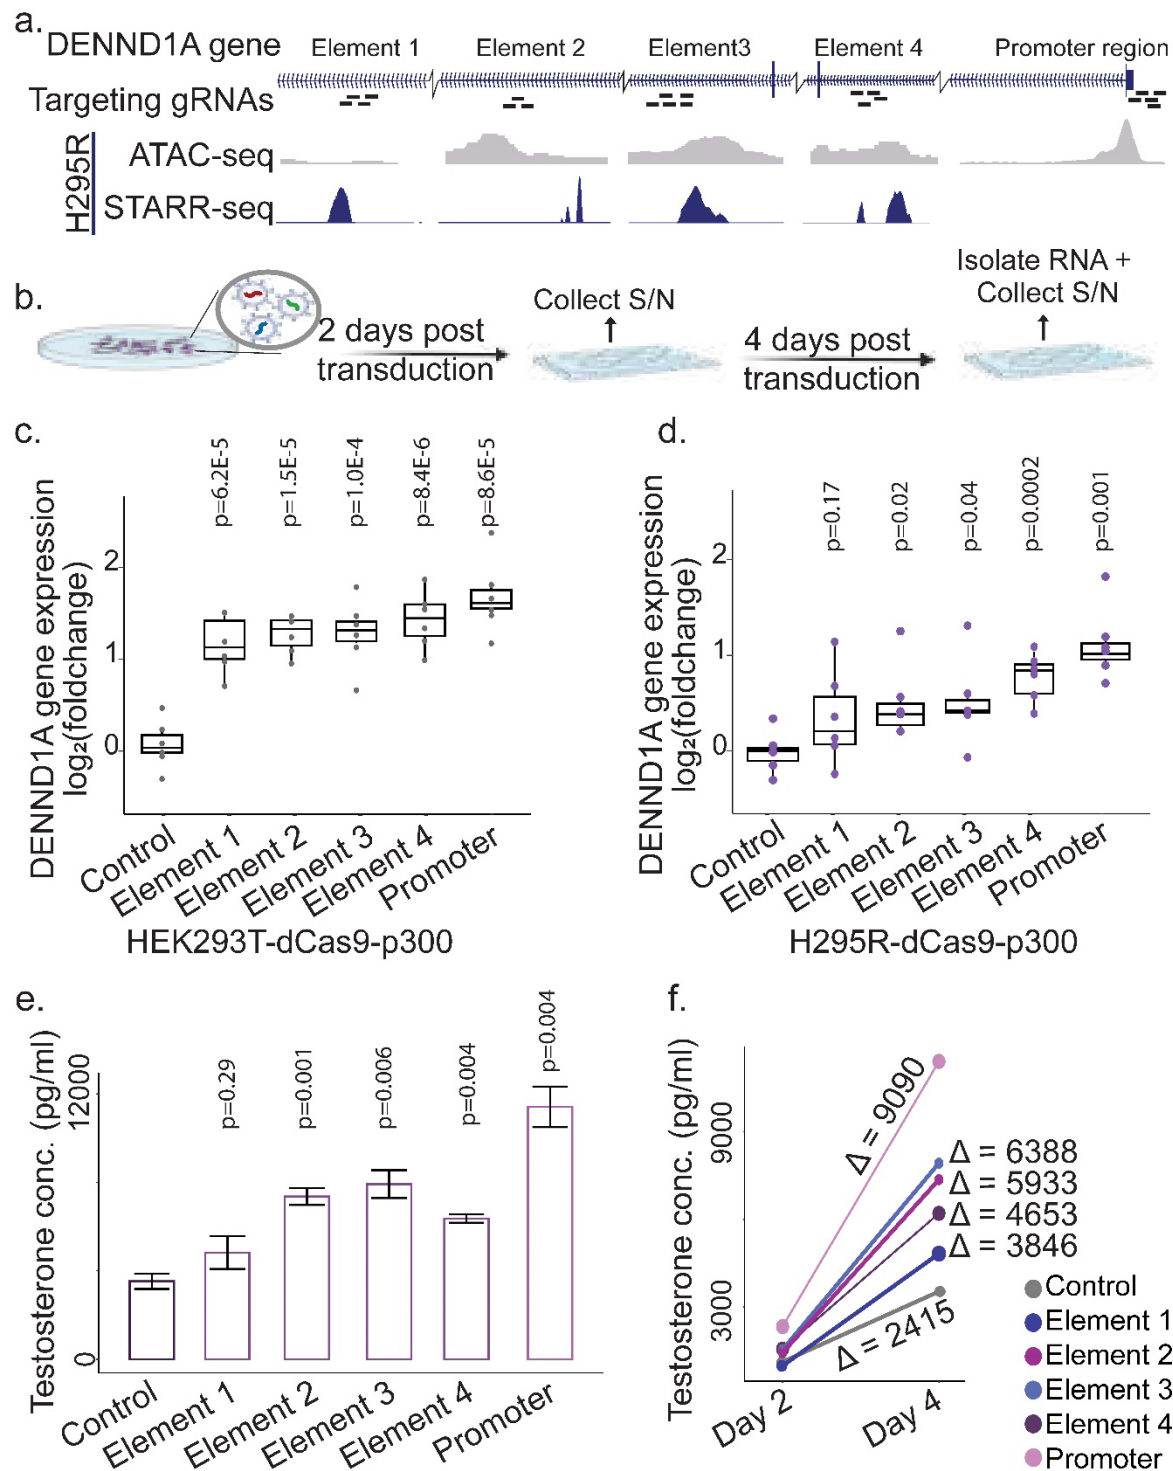 a.
DENND1A gene
Element 1
Element 2
Element3
Element 4
Promoter region
Targeting gRNAs
H295R
ATAC-seq
STARR-seq
b.
2 days post
transduction
Collect S/N
4 days post
transduction
Isolate RNA +
Collect S/N
c.
DENND1A gene expression
log₂(foldchange)
2
1
0
p=6.2E-5
p=1.5E-5
p=1.0E-4
p=8.4E-6
p=8.6E-5
Control
Element 1
Element 2
Element 3
Element 4
Promoter
HEK293T-dCas9-p300
d.
DENND1A gene expression
log₂(foldchange)
2
1
0
p=0.17
p=0.02
p=0.04
p=0.0002
p=0.001
Control
Element 1
Element 2
Element 3
Element 4
Promoter
H295R-dCas9-p300
e.
Testosterone conc. (pg/ml)
12000
0
p=0.29
p=0.001
p=0.006
p=0.004
p=0.004
Control
Element 1
Element 2
Element 3
Element 4
Promoter
f.
Testosterone conc. (pg/ml)
9000
3000
Δ = 9090
Δ = 6388
Δ = 5933
Δ = 4653
Δ = 3846
Δ = 2415
Day 2
Day 4
Control
Element 1
Element 2
Element 3
Element 4
Promoter